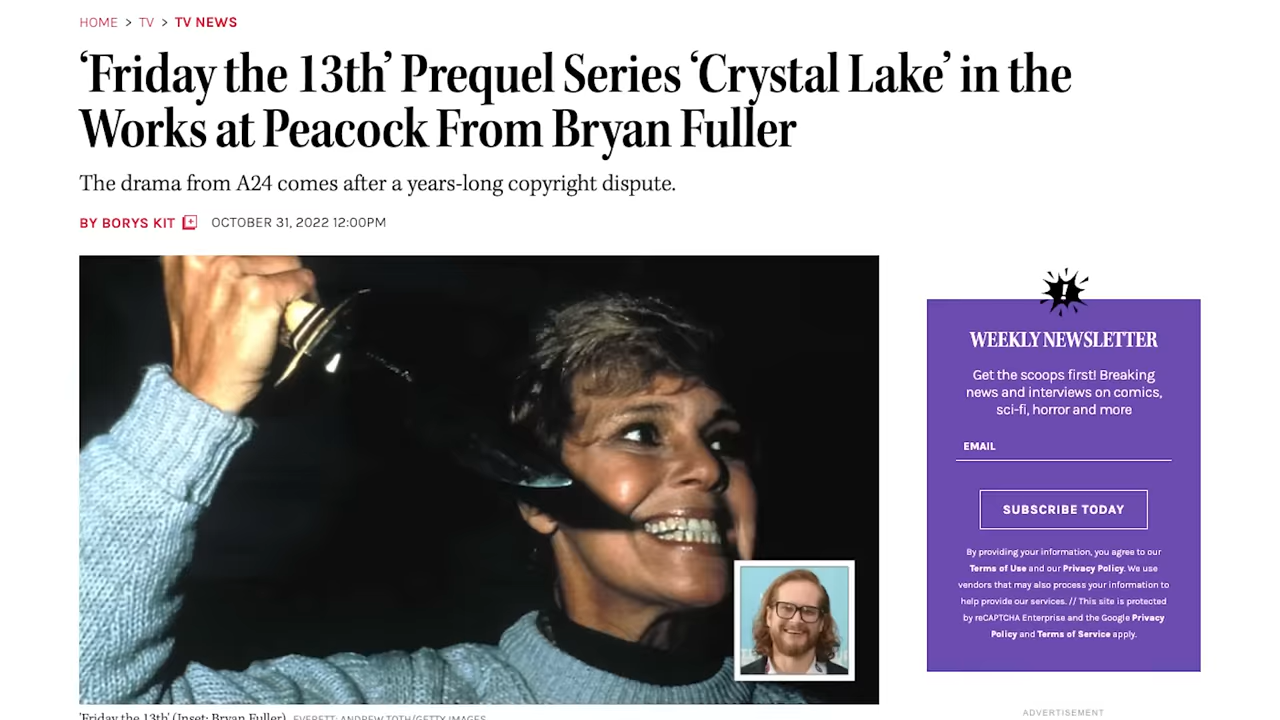 HOME > TV > TV NEWS
‘Friday the 13th’ Prequel Series ‘Crystal Lake’ in the
Works at Peacock From Bryan Fuller
The drama from A24 comes after a years-long copyright dispute.
BY BORYS KIT OCTOBER 31, 2022 12:00PM
!
WEEKLY NEWSLETTER
Get the scoops first! Breaking
news and interviews on comics,
sci-fi, horror and more
EMAIL
SUBSCRIBE TODAY
By providing your information, you agree to our
Terms of Use and our Privacy Policy. We use
vendors that may also process your information to
help provide our services. // This site is protected
by reCAPTCHA Enterprise and the Google Privacy
Policy and Terms of Service apply.
'Friday the 13th' (Inset: Bryan Fuller) EVERETT; ANDREW TOTH/GETTY IMAGES
ADVERTISEMENT